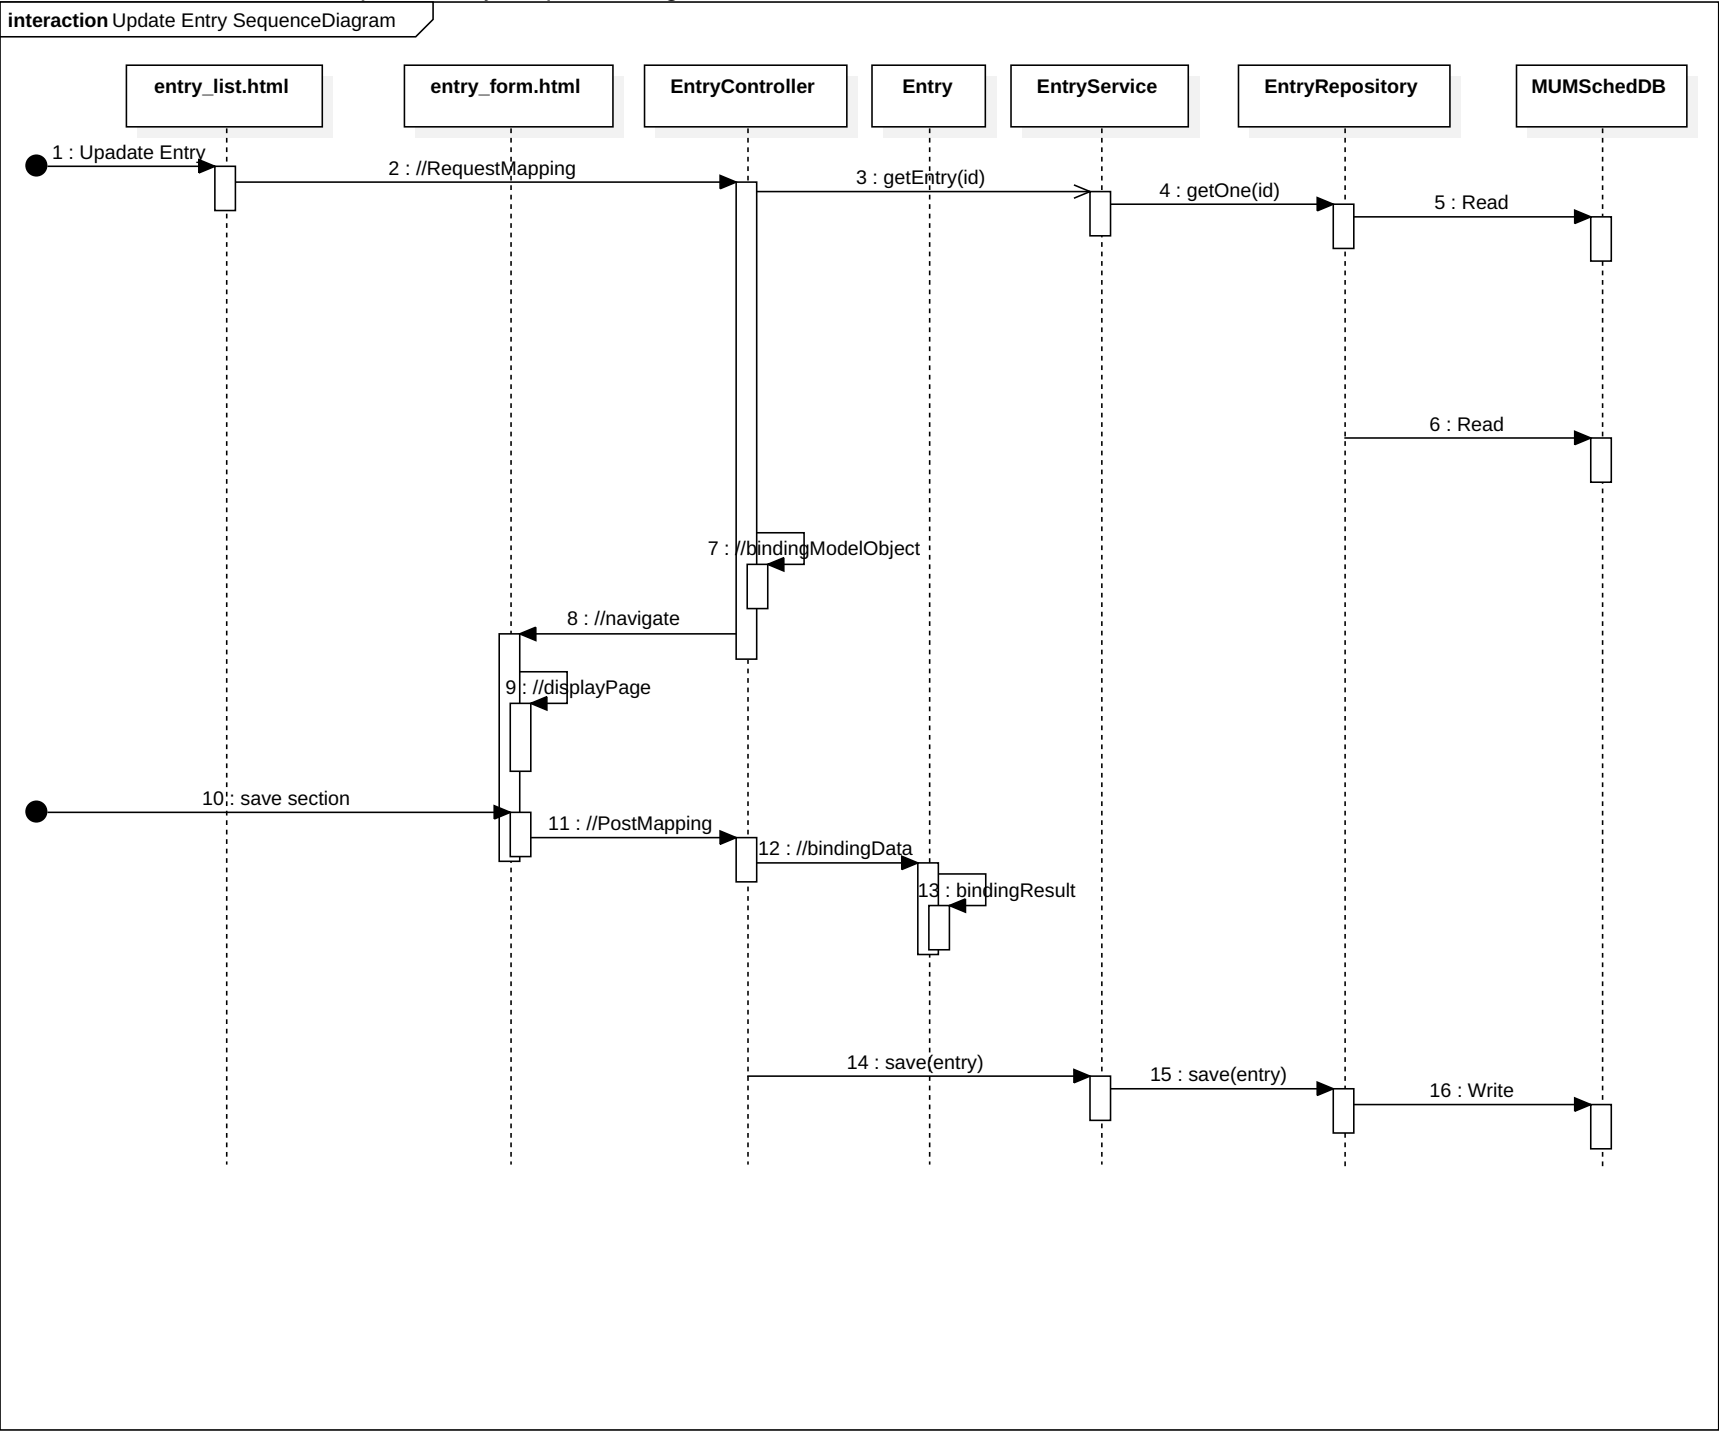 interaction Update Entry SequenceDiagram
entry_list.html
entry_form.html
EntryController
Entry
EntryService
EntryRepository
MUMSchedDB
1 : Upadate Entry
2 : //RequestMapping
3 : getEntry(id)
4 : getOne(id)
5 : Read
6 : Read
7 : //bindingModelObject
8 : //navigate
9 : //displayPage
10 : save section
11 : //PostMapping
12 : //bindingData
13 : bindingResult
14 : save(entry)
15 : save(entry)
16 : Write